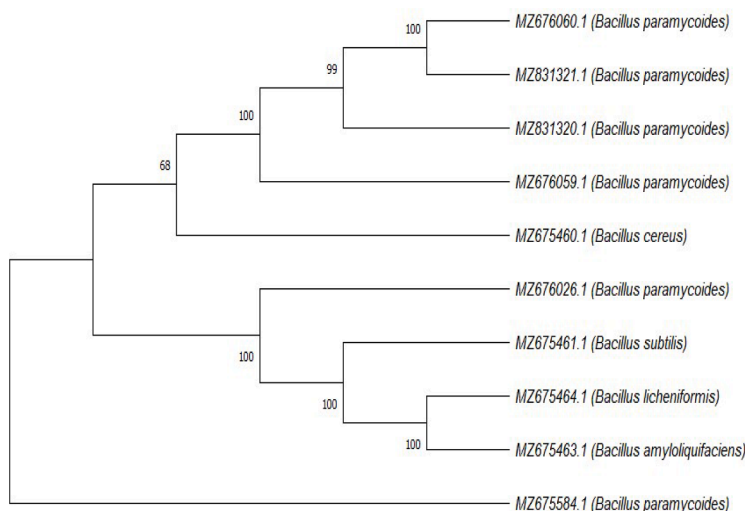 100
MZ676060.1 (Bacillus paramycoides)
99
MZ831321.1 (Bacillus paramycoides)
100
MZ831320.1 (Bacillus paramycoides)
68
MZ676059.1 (Bacillus paramycoides)
MZ675460.1 (Bacillus cereus)
MZ676026.1 (Bacillus paramycoides)
100
MZ675461.1 (Bacillus subtilis)
100
MZ675464.1 (Bacillus licheniformis)
100
MZ675463.1 (Bacillus amyloliquifaciens)
MZ675584.1 (Bacillus paramycoides)